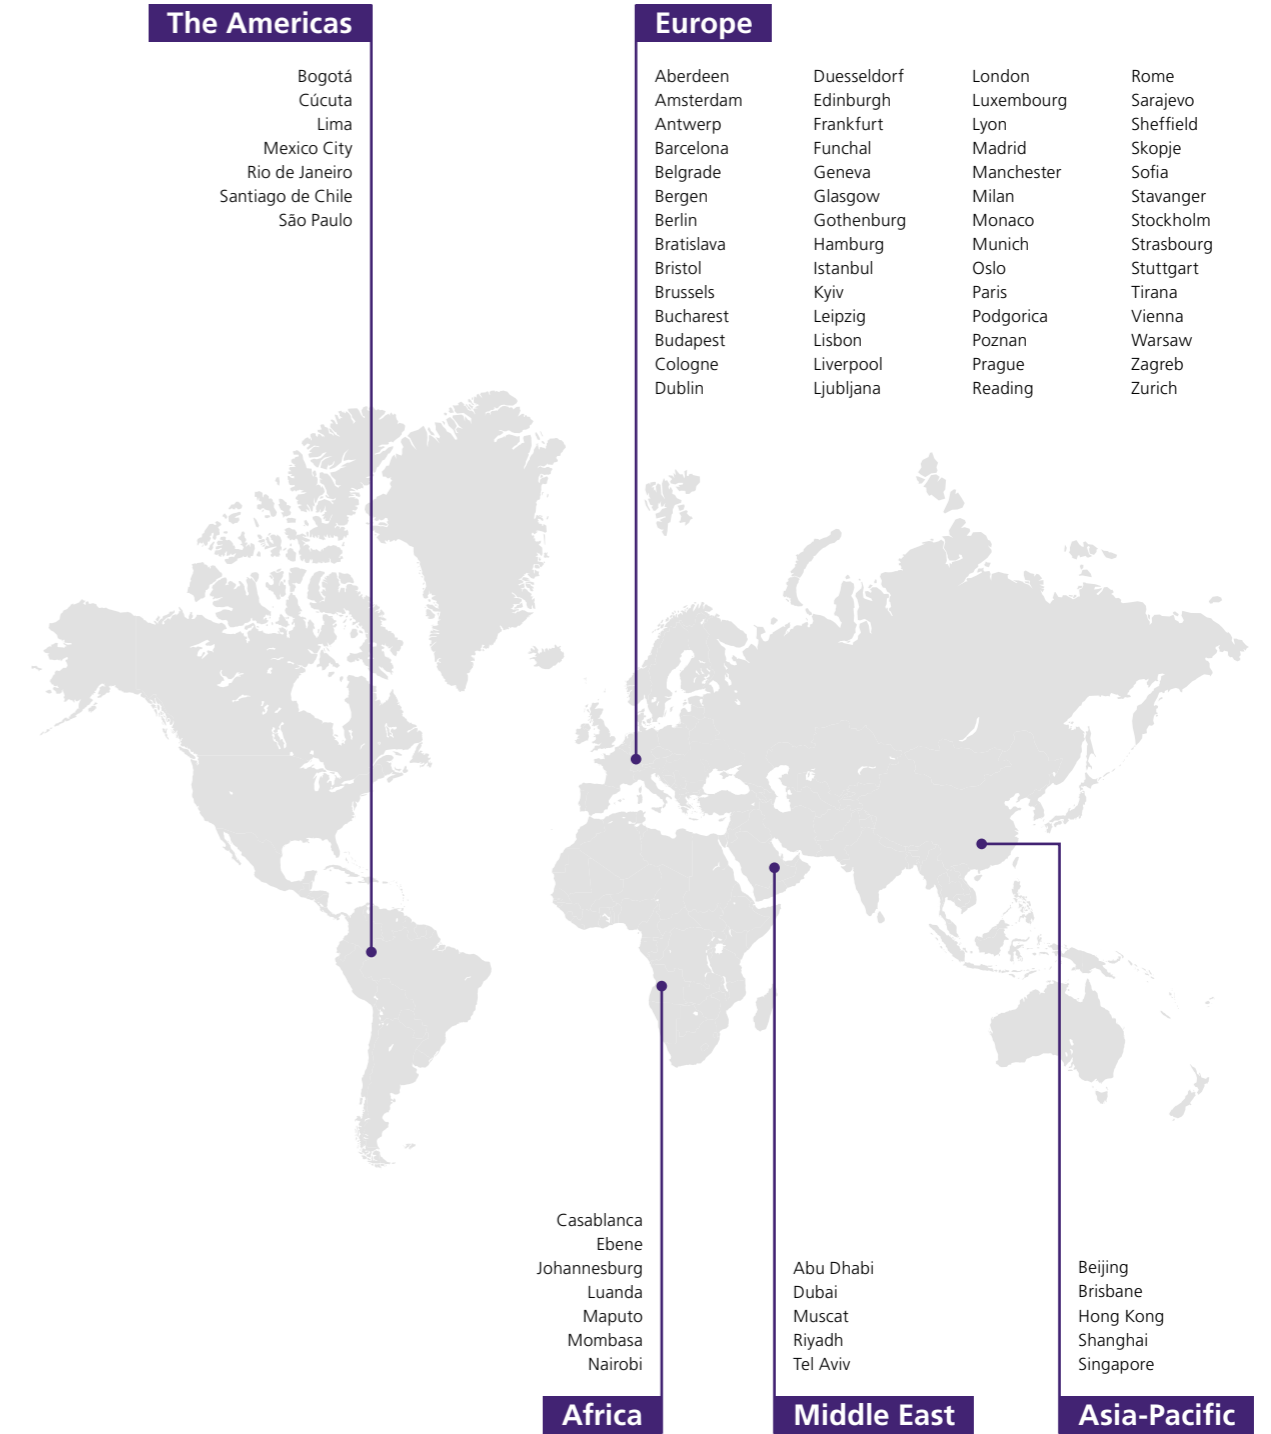 The Americas
Bogotá
Cúcuta
Lima
Mexico City
Rio de Janeiro
Santiago de Chile
São Paulo
Europe
Aberdeen
Amsterdam
Antwerp
Barcelona
Belgrade
Bergen
Berlin
Bratislava
Bristol
Brussels
Bucharest
Budapest
Cologne
Dublin
Duesseldorf
Edinburgh
Frankfurt
Funchal
Geneva
Glasgow
Gothenburg
Hamburg
Istanbul
Kyiv
Leipzig
Lisbon
Liverpool
Ljubljana
London
Luxembourg
Lyon
Madrid
Manchester
Milan
Monaco
Munich
Oslo
Paris
Podgorica
Poznan
Prague
Reading
Rome
Sarajevo
Sheffield
Skopje
Sofia
Stavanger
Stockholm
Strasbourg
Stuttgart
Tirana
Vienna
Warsaw
Zagreb
Zurich
Casablanca
Ebene
Johannesburg
Luanda
Maputo
Mombasa
Nairobi
Africa
Abu Dhabi
Dubai
Muscat
Riyadh
Tel Aviv
Middle East
Beijing
Brisbane
Hong Kong
Shanghai
Singapore
Asia-Pacific